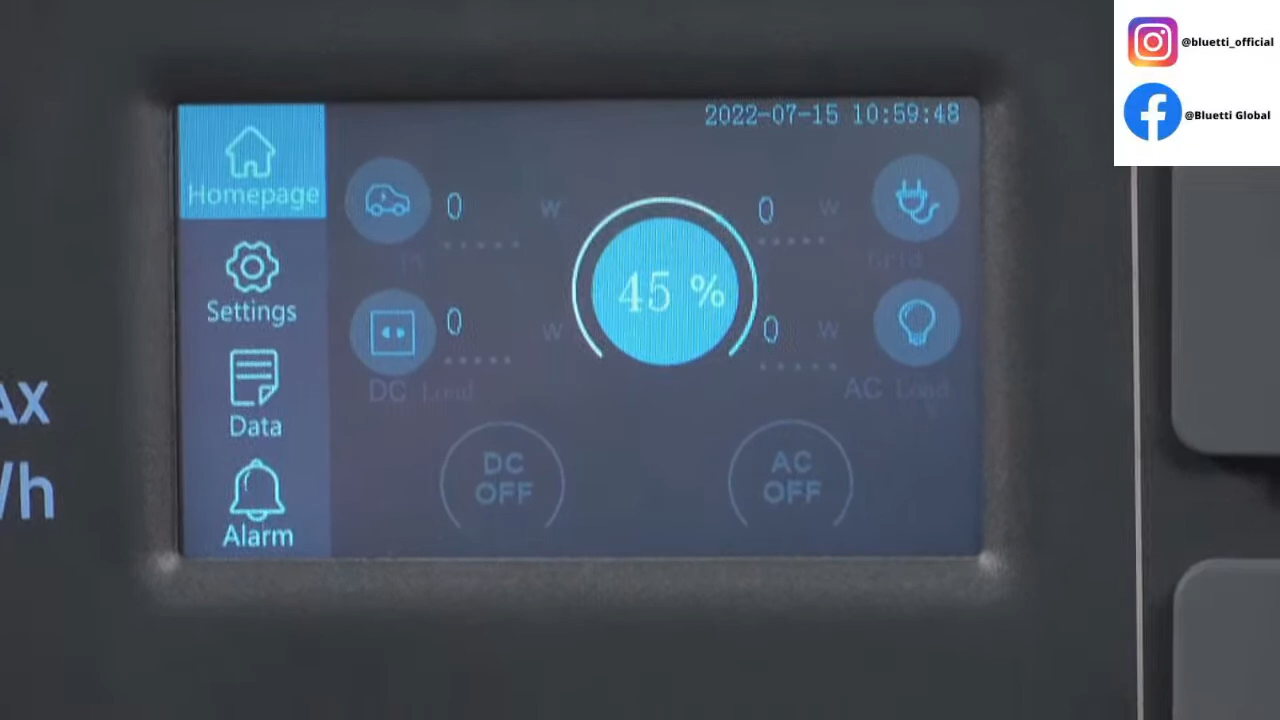 @bluetti_official
@Bluetti Global
2022-07-15 10:59:48
Homepage
Settings
Data
Alarm
0 W
0 W
Grid
45 %
0 W
0 W
DC Load
AC Load
DC
OFF
AC
OFF
AX
Wh